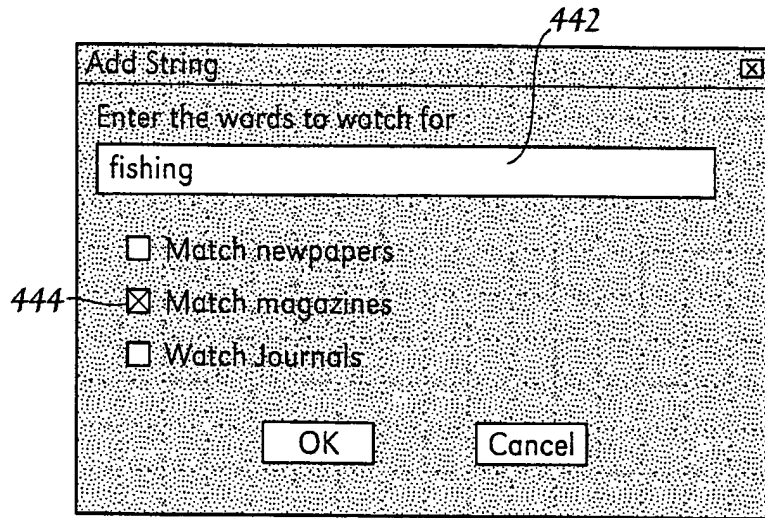 442
Add String
Enter the words to watch for
fishing
Match newpapers
444 Match magazines
Watch Journals
OK Cancel